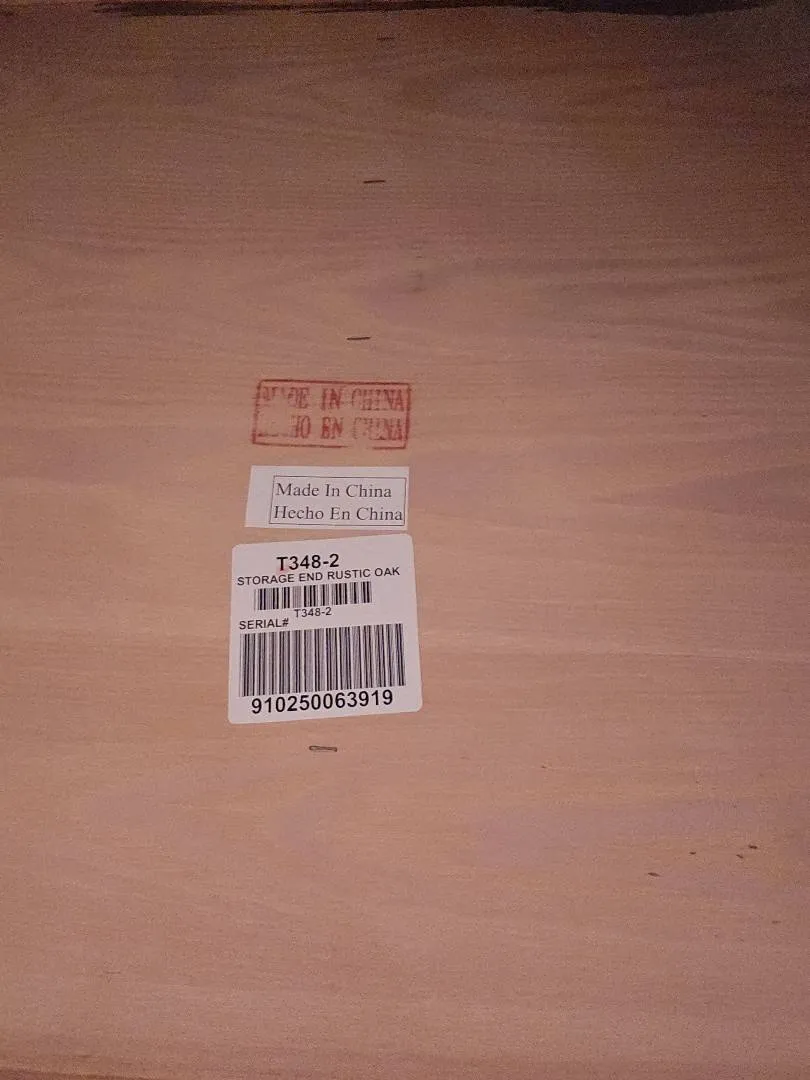 MADE IN CHINA
HECHO EN CHINA
Made In China
Hecho En China
T348-2
STORAGE END RUSTIC OAK
T348-2
SERIAL#
910250063919